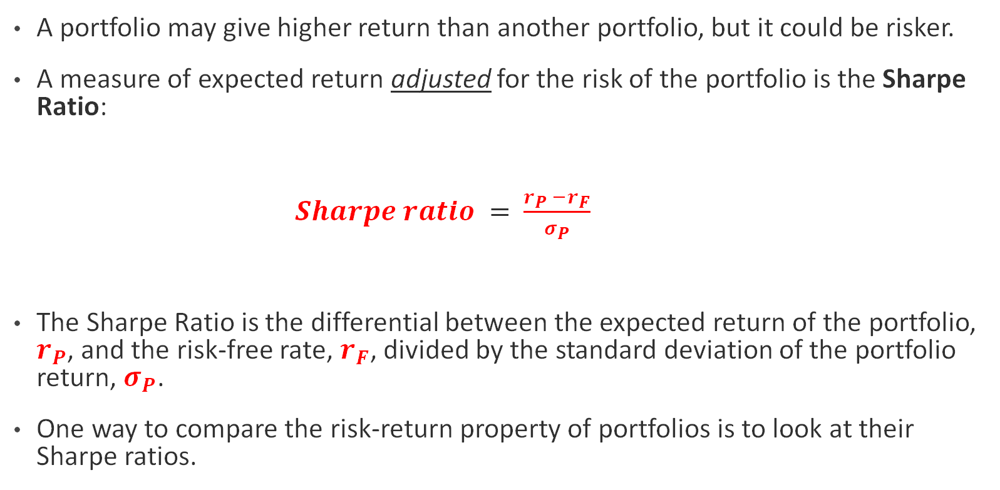 • A portfolio may give higher return than another portfolio, but it could be risker.
• A measure of expected return adjusted for the risk of the portfolio is the Sharpe
Ratio:
Sharpe ratio = \frac{r_P - r_F}{σ_P}
• The Sharpe Ratio is the differential between the expected return of the portfolio,
r_P, and the risk-free rate, r_F, divided by the standard deviation of the portfolio
return, σ_P.
• One way to compare the risk-return property of portfolios is to look at their
Sharpe ratios.